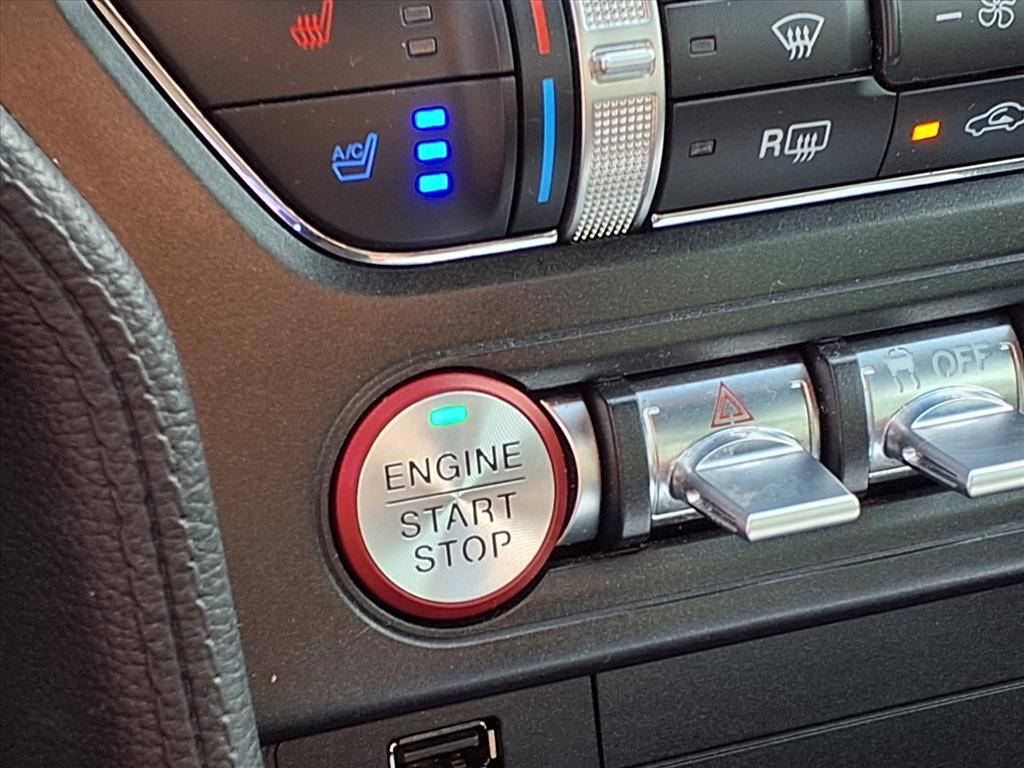 A/C
R
OFF
ENGINE
START
STOP